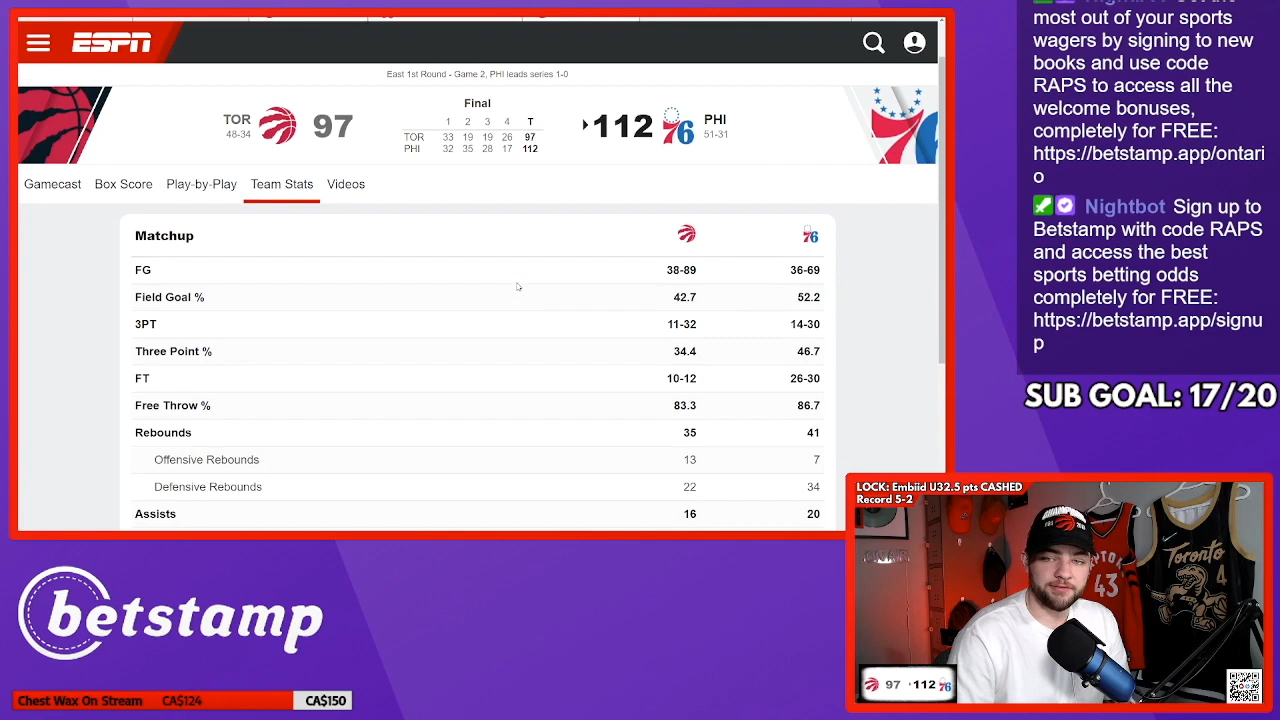 ESPN
East 1st Round - Game 2, PHI leads series 1-0
TOR
48-34
97
Final
1 2 3 4 T
TOR 33 19 19 26 97
PHI 32 35 28 17 112
112
76
PHI
51-31
Gamecast Box Score Play-by-Play Team Stats Videos
Matchup 76
FG 38-89 36-69
Field Goal % 42.7 52.2
3PT 11-32 14-30
Three Point % 34.4 46.7
FT 10-12 26-30
Free Throw % 83.3 86.7
Rebounds 35 41
Offensive Rebounds 13 7
Defensive Rebounds 22 34
Assists 16 20
most out of your sports
wagers by signing to new
books and use code
RAPS to access all the
welcome bonuses,
completely for FREE:
https://betstamp.app/ontari
o
Nightbot Sign up to
Betstamp with code RAPS
and access the best
sports betting odds
completely for FREE:
https://betstamp.app/signu
p
SUB GOAL: 17/20
LOCK: Embiid U32.5 pts CASHED
Record 5-2
Toronto
4
43
97 112 76
betstamp
Chest Wax On Stream CA$124 CA$150